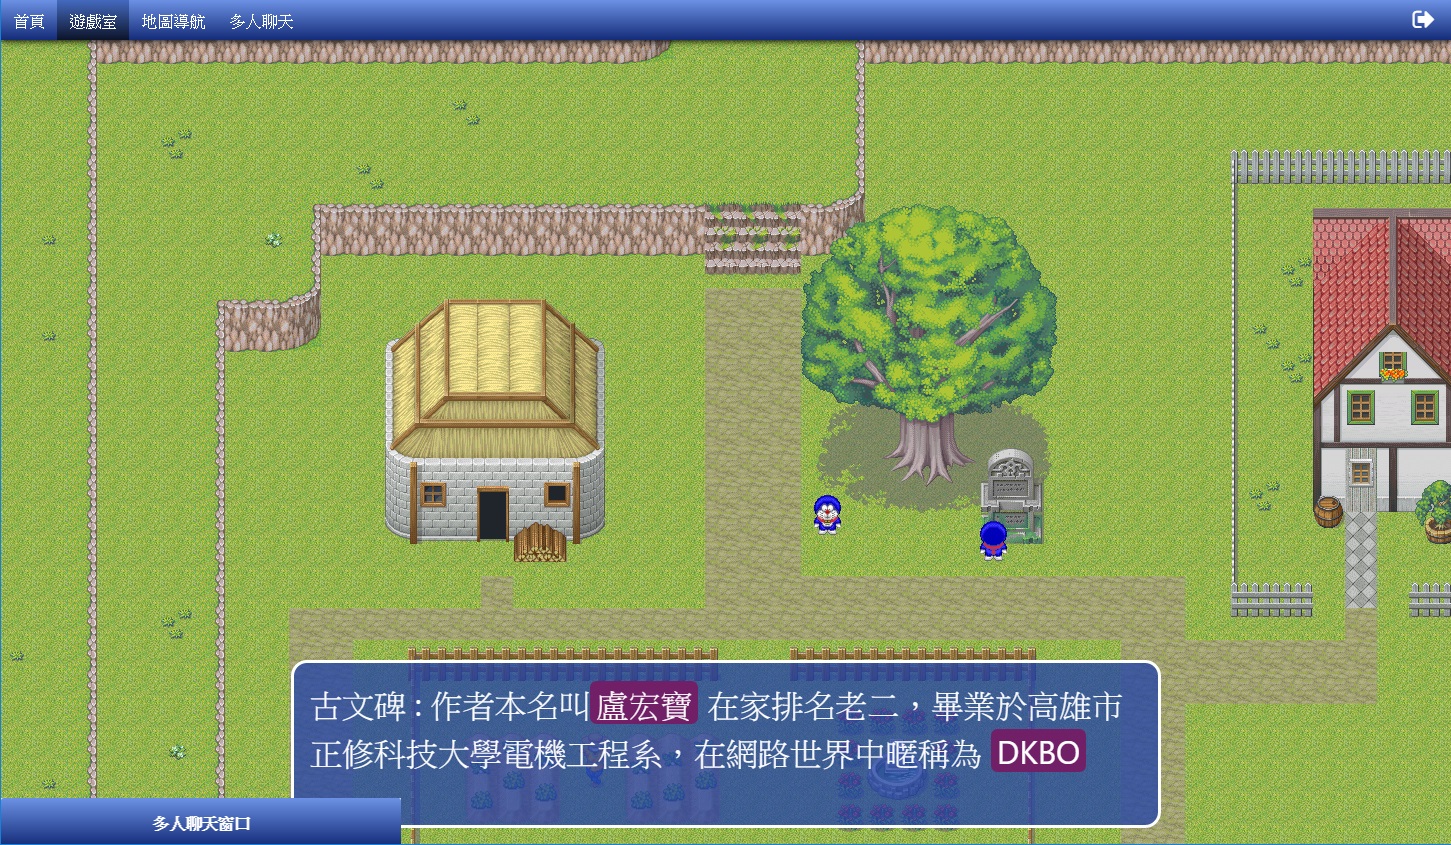 首頁 遊戲室 地圖導航 多人聊天
古文碑 : 作者本名叫 盧宏寶 在家排名老二，畢業於高雄市
正修科技大學電機工程系，在網路世界中暱稱為 DKBO
多人聊天窗口